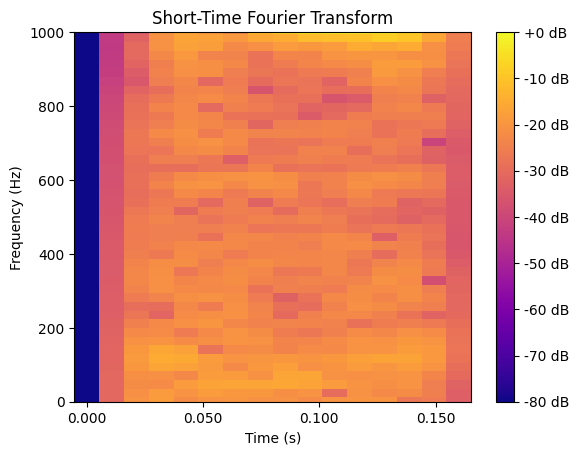 Short-Time Fourier Transform
1000
800
600
400
200
0
Frequency (Hz)
0.000
0.050
0.100
0.150
Time (s)
+0 dB
-10 dB
-20 dB
-30 dB
-40 dB
-50 dB
-60 dB
-70 dB
-80 dB